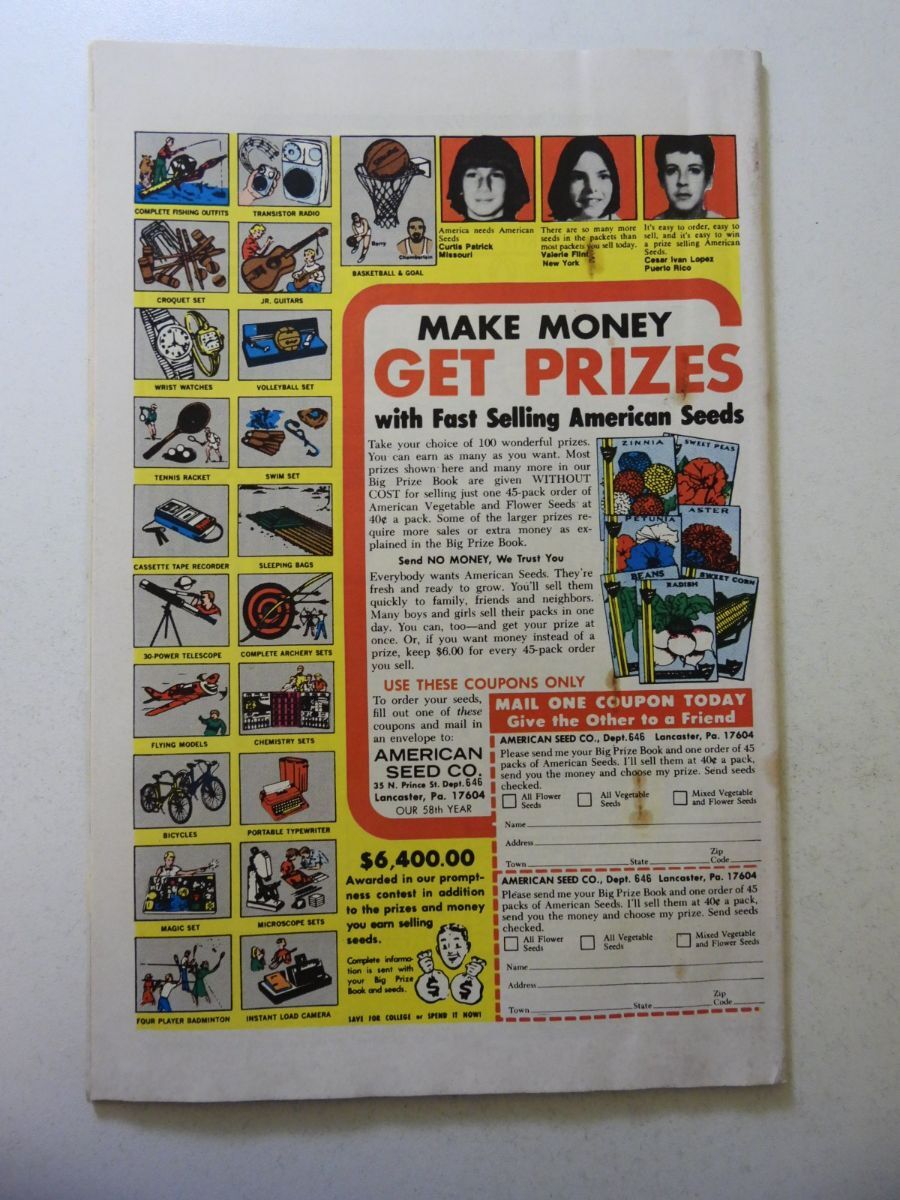 COMPLETE FISHING OUTFITS
TRANSISTOR RADIO
CROQUET SET
JR. GUITARS
WRIST WATCHES
VOLLEYBALL SET
TENNIS RACKET
SWIM SET
CASSETTE TAPE RECORDER
SLEEPING BAGS
30-POWER TELESCOPE
COMPLETE ARCHERY SETS
FLYING MODELS
CHEMISTRY SETS
BICYCLES
PORTABLE TYPEWRITER
MAGIC SET
MICROSCOPE SETS
FOUR PLAYER BADMINTON
INSTANT LOAD CAMERA
Barry
Chamberlain
BASKETBALL & GOAL
America needs American
Seeds
Curtis Patrick
Missouri
There are so many more
seeds in the packets than
most packets you sell today.
Valerie Flint
New York
It's easy to order, easy to
sell, and it's easy to win
a prize selling American
Seeds.
Cesar Ivan Lopez
Puerto Rico
MAKE MONEY
GET PRIZES
with Fast Selling American Seeds
Take your choice of 100 wonderful prizes.
You can earn as many as you want. Most
prizes shown here and many more in our
Big Prize Book are given WITHOUT
COST for selling just one 45-pack order of
American Vegetable and Flower Seeds at
40¢ a pack. Some of the larger prizes re-
quire more sales or extra money as ex-
plained in the Big Prize Book.
Send NO MONEY, We Trust You
Everybody wants American Seeds. They're
fresh and ready to grow. You'll sell them
quickly to family, friends and neighbors.
Many boys and girls sell their packs in one
day. You can, too—and get your prize at
once. Or, if you want money instead of a
prize, keep $6.00 for every 45-pack order
you sell.
ZINNIA
SWEET PEAS
PETUNIA
ASTER
BEANS
RADISH
SWEET CORN
USE THESE COUPONS ONLY
To order your seeds,
fill out one of these
coupons and mail in
an envelope to:
AMERICAN
SEED CO.
35 N. Prince St. Dept. 646
Lancaster, Pa. 17604
OUR 58th YEAR
MAIL ONE COUPON TODAY
Give the Other to a Friend
AMERICAN SEED CO., Dept. 646 Lancaster, Pa. 17604
Please send me your Big Prize Book and one order of 45
packs of American Seeds. I'll sell them at 40¢ a pack,
send you the money and choose my prize. Send seeds
checked.
All Flower
Seeds
All Vegetable
Seeds
Mixed Vegetable
and Flower Seeds
Name
Address
Town State Zip
Code
AMERICAN SEED CO., Dept. 646 Lancaster, Pa. 17604
Please send me your Big Prize Book and one order of 45
packs of American Seeds. I'll sell them at 40¢ a pack,
send you the money and choose my prize. Send seeds
checked.
All Flower
Seeds
All Vegetable
Seeds
Mixed Vegetable
and Flower Seeds
Name
Address
Town State Zip
Code
$6,400.00
Awarded in our prompt-
ness contest in addition
to the prizes and money
you earn selling
seeds.
Complete informa-
tion is sent with
your Big Prize
Book and seeds.
$ $
SAVE FOR COLLEGE or SPEND IT NOW!